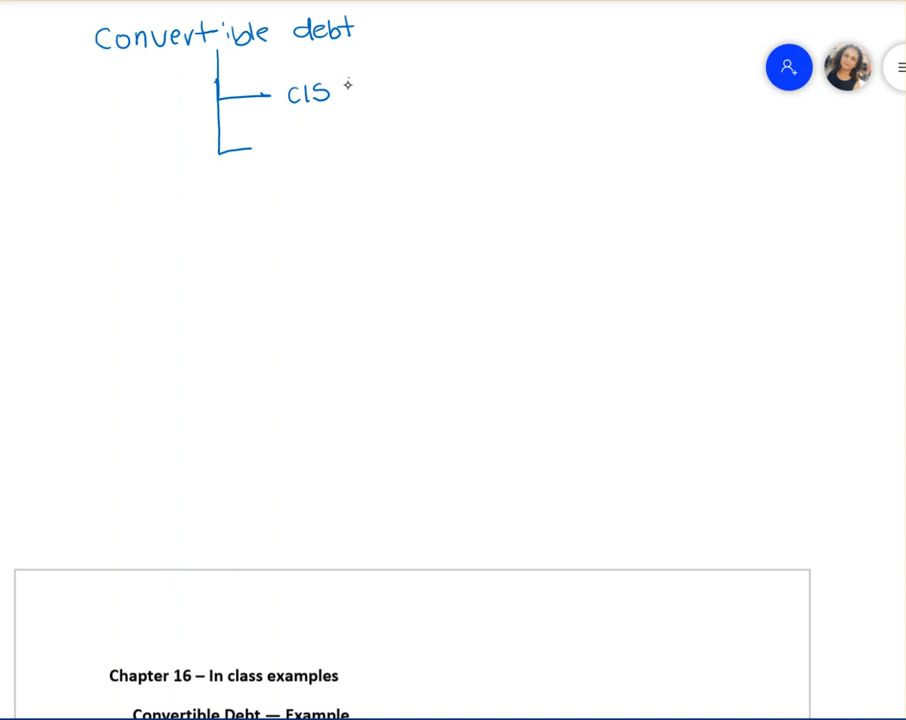 Convertible debt
CIS
Chapter 16 – In class examples
Convertible Debt — Example